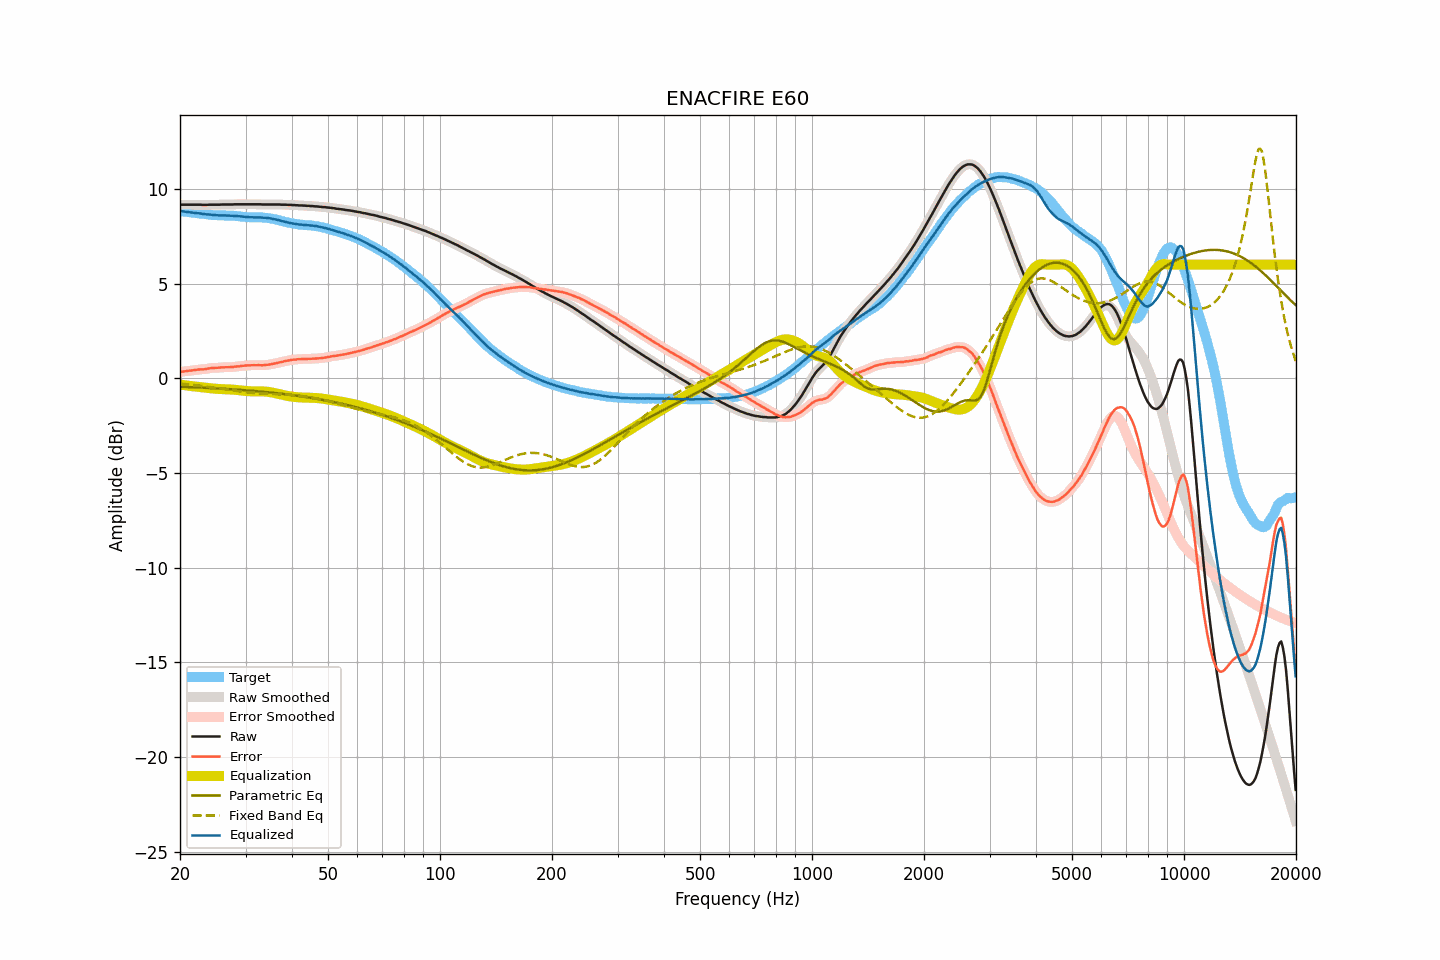 ENACFIRE E60
Amplitude (dBr)
10
5
0
−5
−10
−15
−20
−25
Target
Raw Smoothed
Error Smoothed
Raw
Error
Equalization
Parametric Eq
Fixed Band Eq
Equalized
20 50 100 200 500 1000 2000 5000 10000 20000
Frequency (Hz)